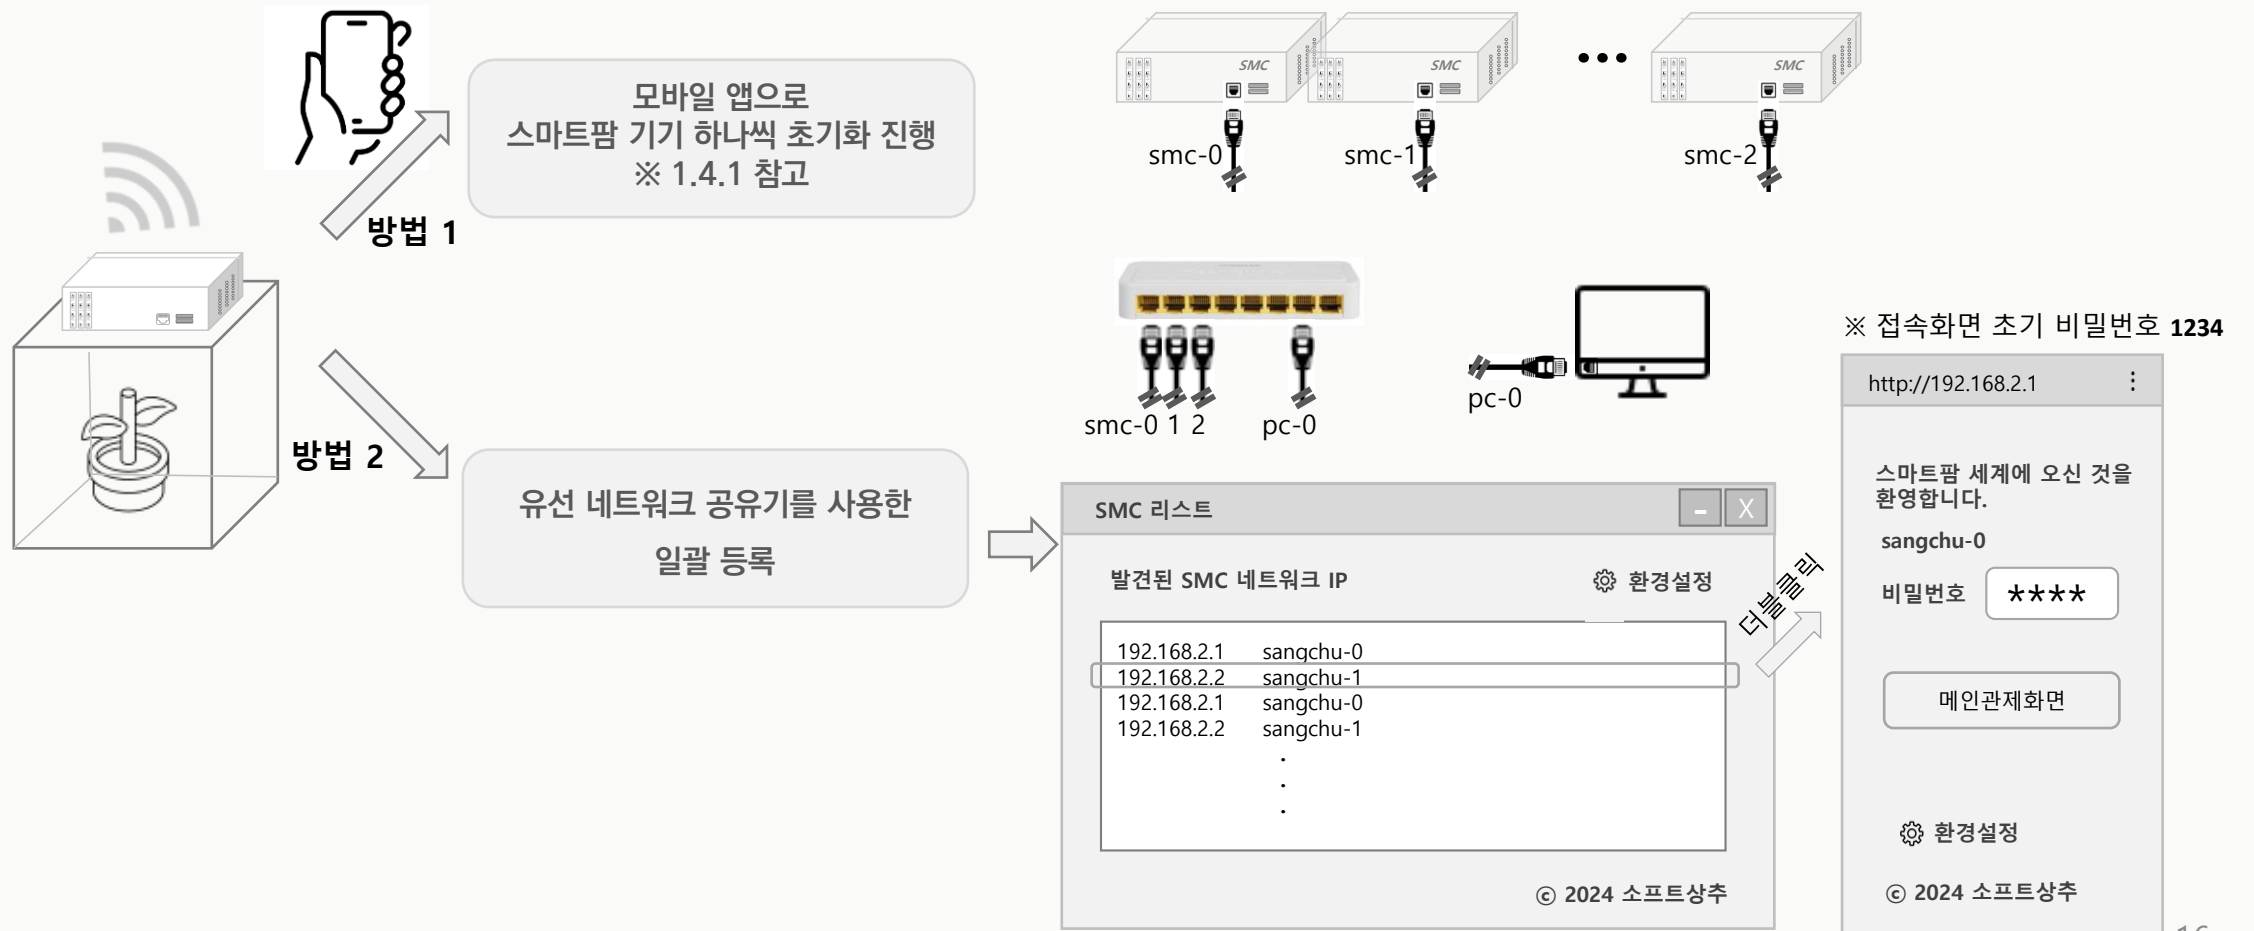 모바일 앱으로
스마트팜 기기 하나씩 초기화 진행
※ 1.4.1 참고
방법 1
방법 2
유선 네트워크 공유기를 사용한
일괄 등록
SMC
SMC
...
SMC
smc-0
smc-1
smc-2
smc-0 1 2
pc-0
pc-0
SMC 리스트
- X
발견된 SMC 네트워크 IP
환경설정
192.168.2.1 sangchu-0
192.168.2.2 sangchu-1
192.168.2.1 sangchu-0
192.168.2.2 sangchu-1
.
.
.
ⓒ 2024 소프트상추
더블클릭
※ 접속화면 초기 비밀번호 1234
http://192.168.2.1
스마트팜 세계에 오신 것을
환영합니다.
sangchu-0
비밀번호 ****
메인관제화면
환경설정
ⓒ 2024 소프트상추